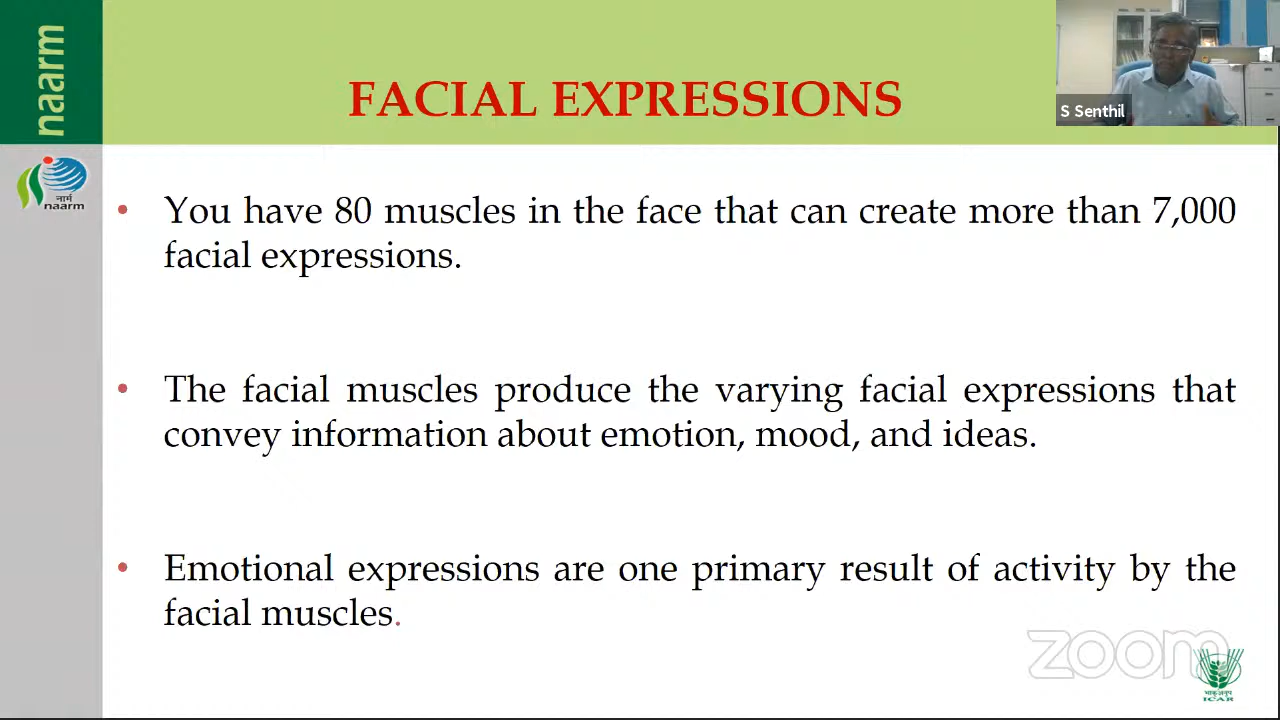 naarm
FACIAL EXPRESSIONS
S Senthil
नार्म
naarm
• You have 80 muscles in the face that can create more than 7,000
facial expressions.
• The facial muscles produce the varying facial expressions that
convey information about emotion, mood, and ideas.
• Emotional expressions are one primary result of activity by the
facial muscles.
zoom
भाकृअनुप
ICAR